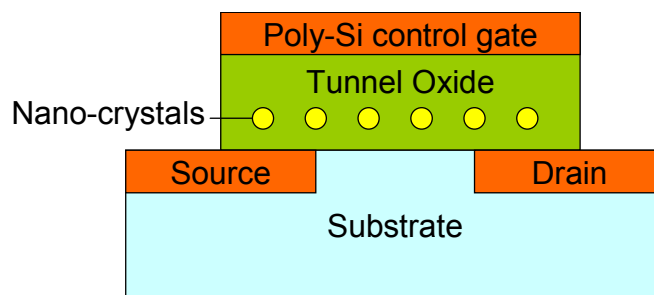 Poly-Si control gate
Tunnel Oxide
Nano-crystals
Source
Drain
Substrate